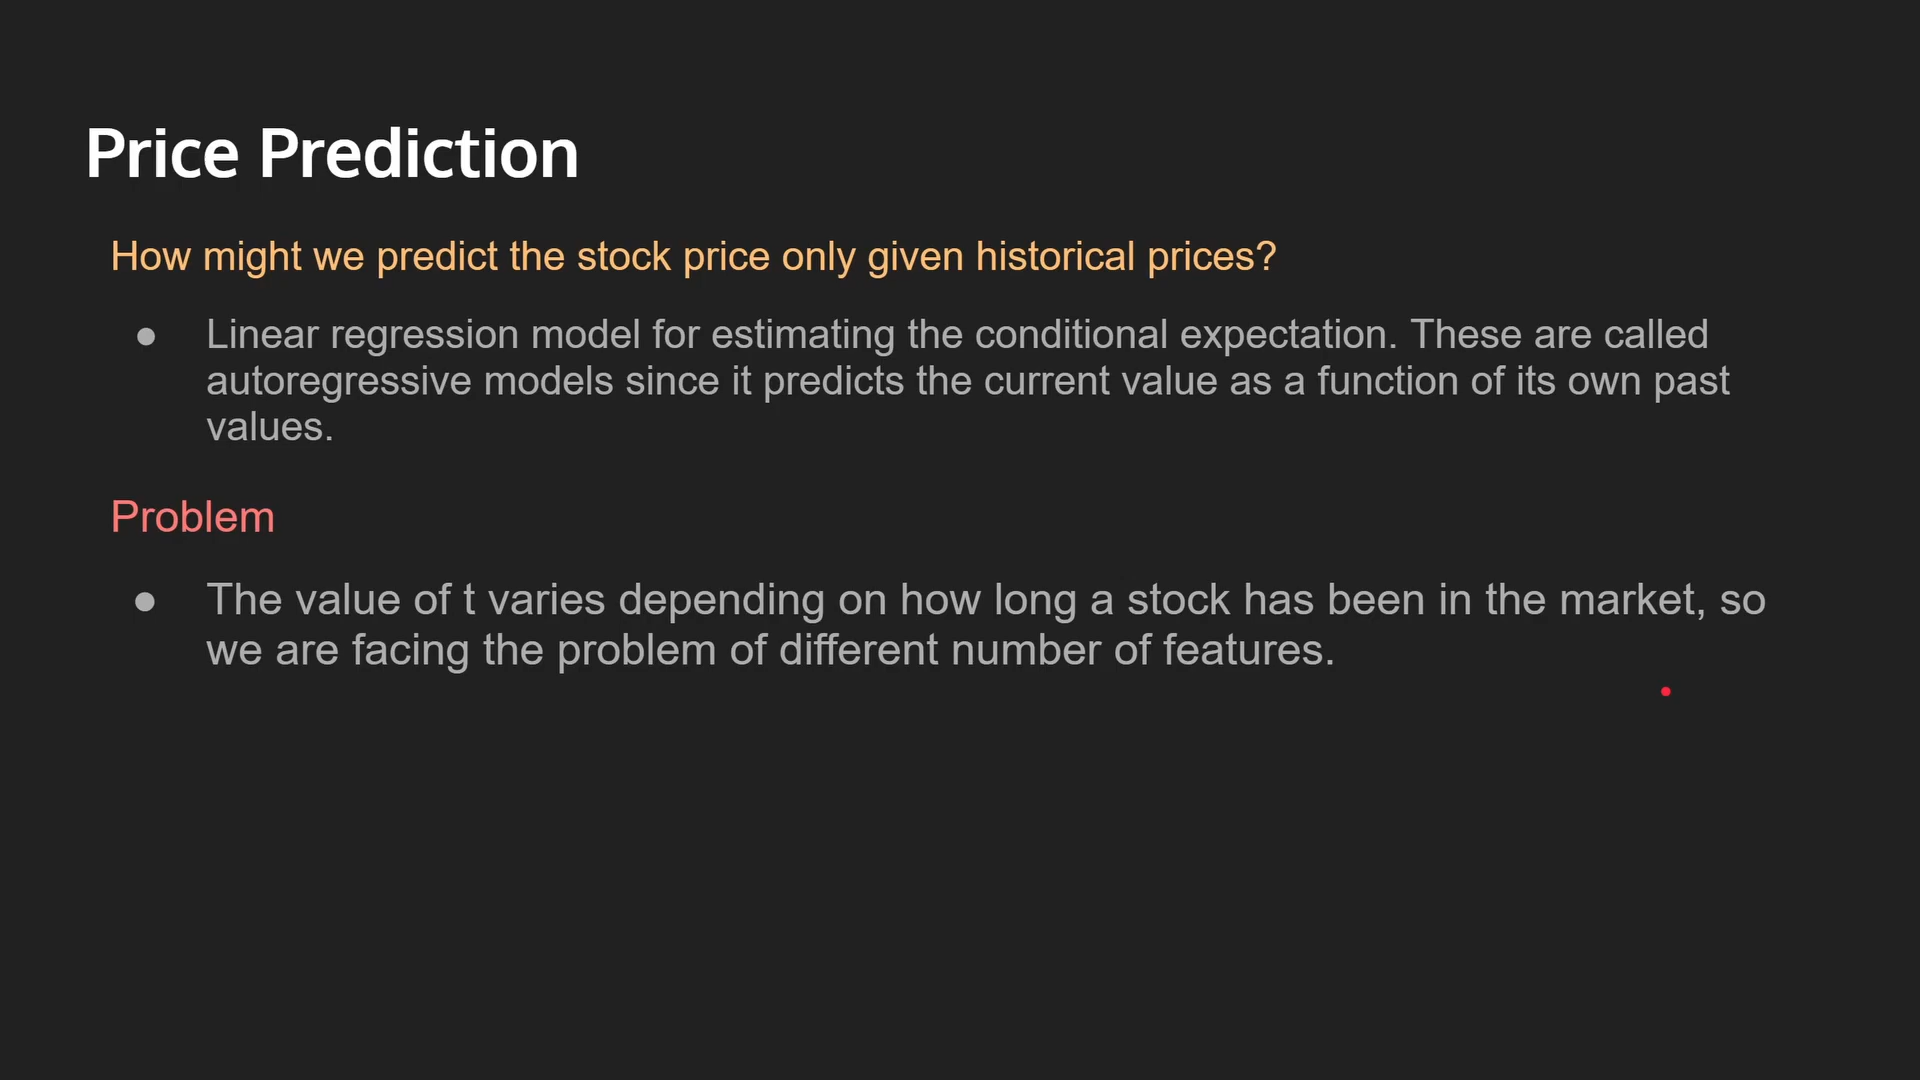 Price Prediction
How might we predict the stock price only given historical prices?
● Linear regression model for estimating the conditional expectation. These are called
autoregressive models since it predicts the current value as a function of its own past
values.
Problem
● The value of t varies depending on how long a stock has been in the market, so
we are facing the problem of different number of features.